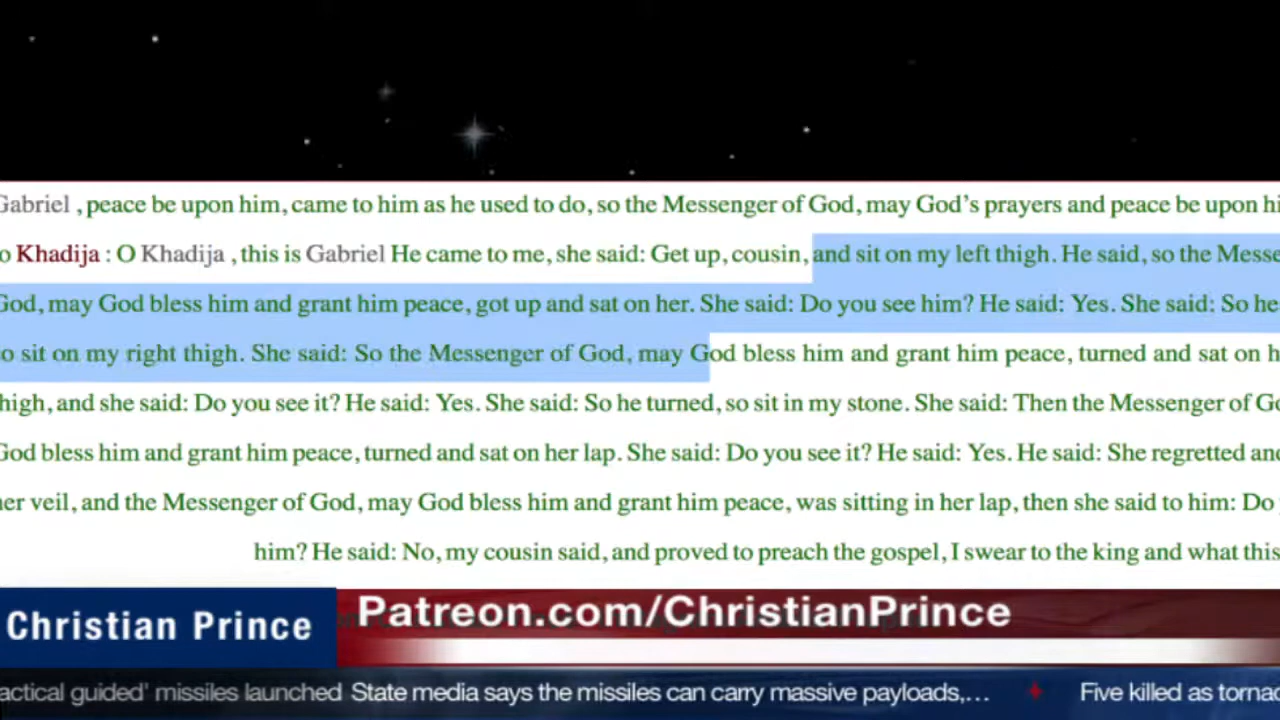 Gabriel , peace be upon him, came to him as he used to do, so the Messenger of God, may God's prayers and peace be upon hi
o Khadija : O Khadija , this is Gabriel He came to me, she said: Get up, cousin, and sit on my left thigh. He said, so the Messe
God, may God bless him and grant him peace, got up and sat on her. She said: Do you see him? He said: Yes. She said: So he
o sit on my right thigh. She said: So the Messenger of God, may God bless him and grant him peace, turned and sat on h
high, and she said: Do you see it? He said: Yes. She said: So he turned, so sit in my stone. She said: Then the Messenger of Go
God bless him and grant him peace, turned and sat on her lap. She said: Do you see it? He said: Yes. He said: She regretted and
her veil, and the Messenger of God, may God bless him and grant him peace, was sitting in her lap, then she said to him: Do
him? He said: No, my cousin said, and proved to preach the gospel, I swear to the king and what this
Christian Prince
Patreon.com/ChristianPrince
actical guided' missiles launched State media says the missiles can carry massive payloads,... Five killed as tornad